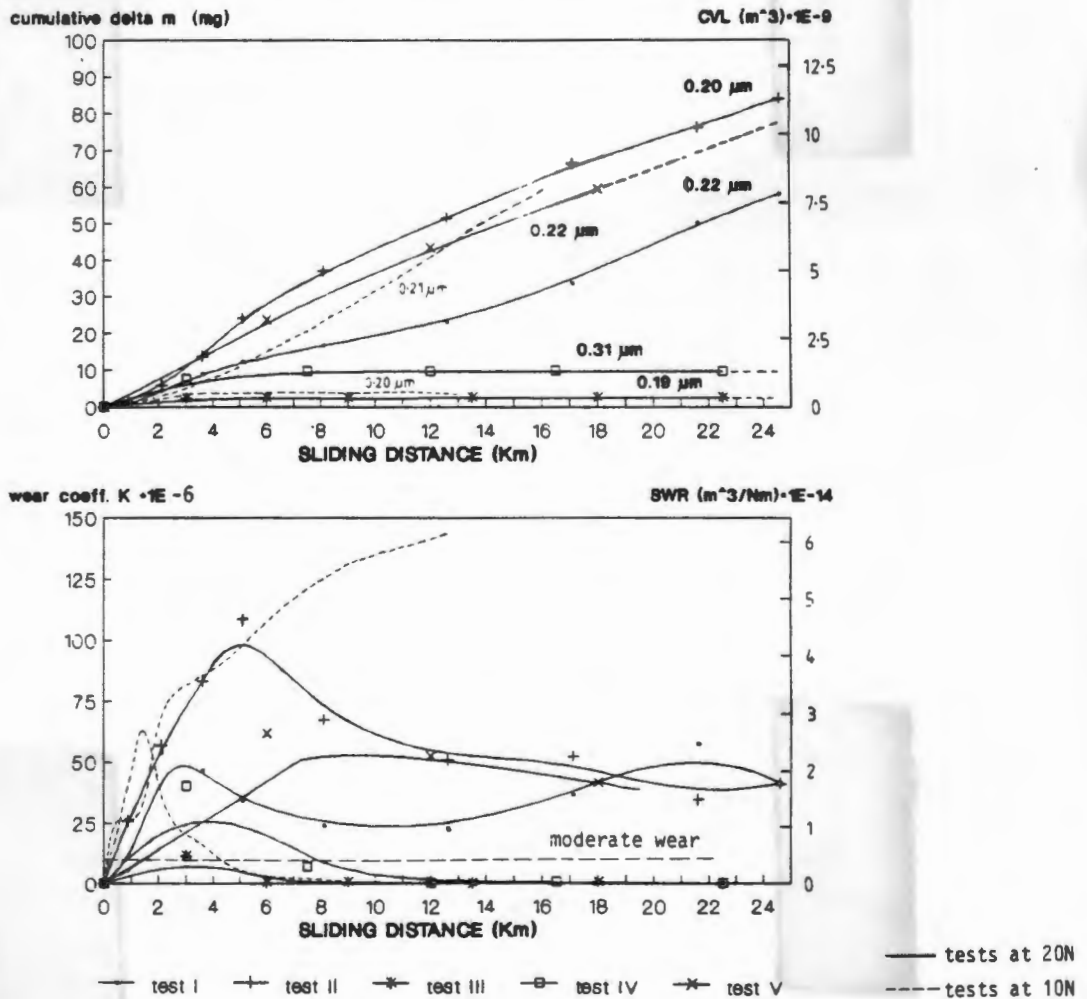 cumulative delta m (mg)
CVL (m^3)*1E-9
100
90
80
70
60
50
40
30
20
10
0
12·5
10
7·5
5
2·5
0
0.20 µm
0.22 µm
0.22 µm
0·21 µm
0.31 µm
0·20 µm
0.19 µm
0 2 4 6 8 10 12 14 16 18 20 22 24
SLIDING DISTANCE (Km)
wear coeff. K *1E -6
SWR (m^3/Nm)*1E-14
150
125
100
75
50
25
0
6
5
4
3
2
1
0
moderate wear
0 2 4 6 8 10 12 14 16 18 20 22 24
SLIDING DISTANCE (Km)
test I test II test III test IV test V
tests at 20N
tests at 10N